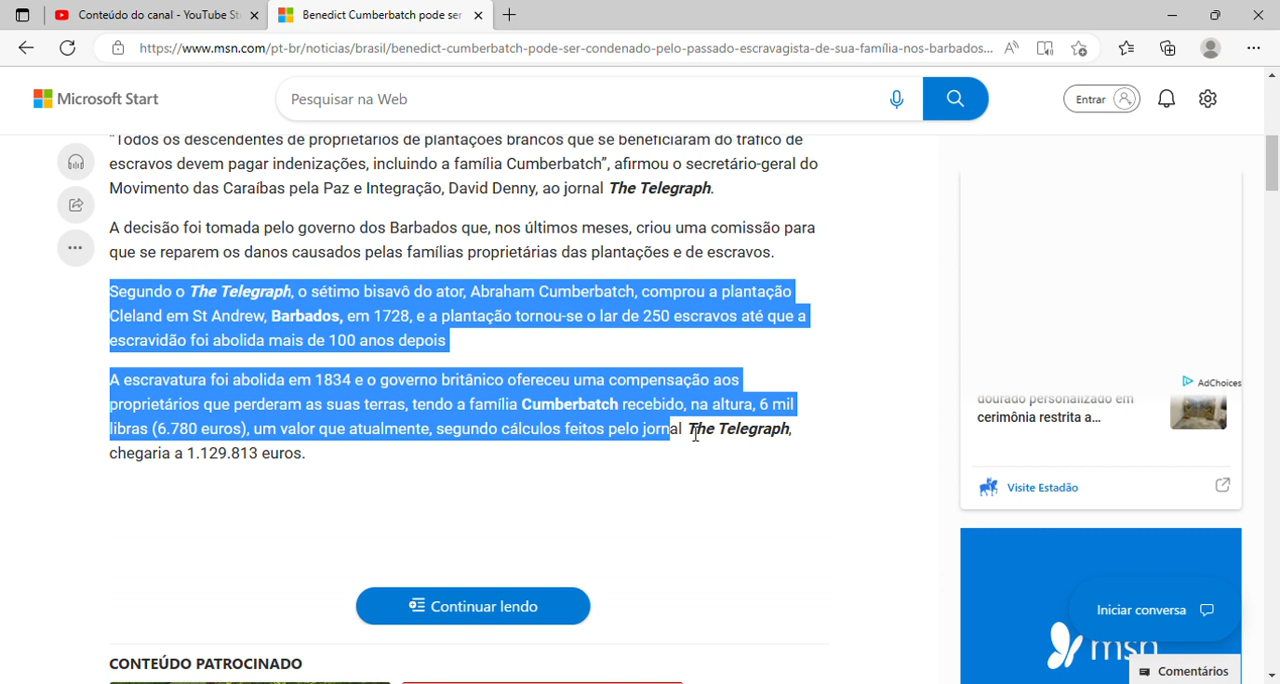 Conteúdo do canal - YouTube St
Benedict Cumberbatch pode ser
https://www.msn.com/pt-br/noticias/brasil/benedict-cumberbatch-pode-ser-condenado-pelo-passado-escravagista-de-sua-família-nos-barbados...
Microsoft Start
Pesquisar na Web
Entrar
"Todos os descendentes de proprietários de plantações brancos que se beneficiaram do tráfico de
escravos devem pagar indenizações, incluindo a família Cumberbatch”, afirmou o secretário-geral do
Movimento das Caraíbas pela Paz e Integração, David Denny, ao jornal The Telegraph.
A decisão foi tomada pelo governo dos Barbados que, nos últimos meses, criou uma comissão para
que se reparem os danos causados pelas famílias proprietárias das plantações e de escravos.
Segundo o The Telegraph, o sétimo bisavô do ator, Abraham Cumberbatch, comprou a plantação
Cleland em St Andrew, Barbados, em 1728, e a plantação tornou-se o lar de 250 escravos até que a
escravidão foi abolida mais de 100 anos depois
A escravatura foi abolida em 1834 e o governo britânico ofereceu uma compensação aos
proprietários que perderam as suas terras, tendo a família Cumberbatch recebido, na altura, 6 mil
libras (6.780 euros), um valor que atualmente, segundo cálculos feitos pelo jornal The Telegraph,
chegaria a 1.129.813 euros.
Continuar lendo
CONTEÚDO PATROCINADO
AdChoices
dourado personalizado em
cerimônia restrita a...
Visite Estadão
Iniciar conversa
msn
Comentários